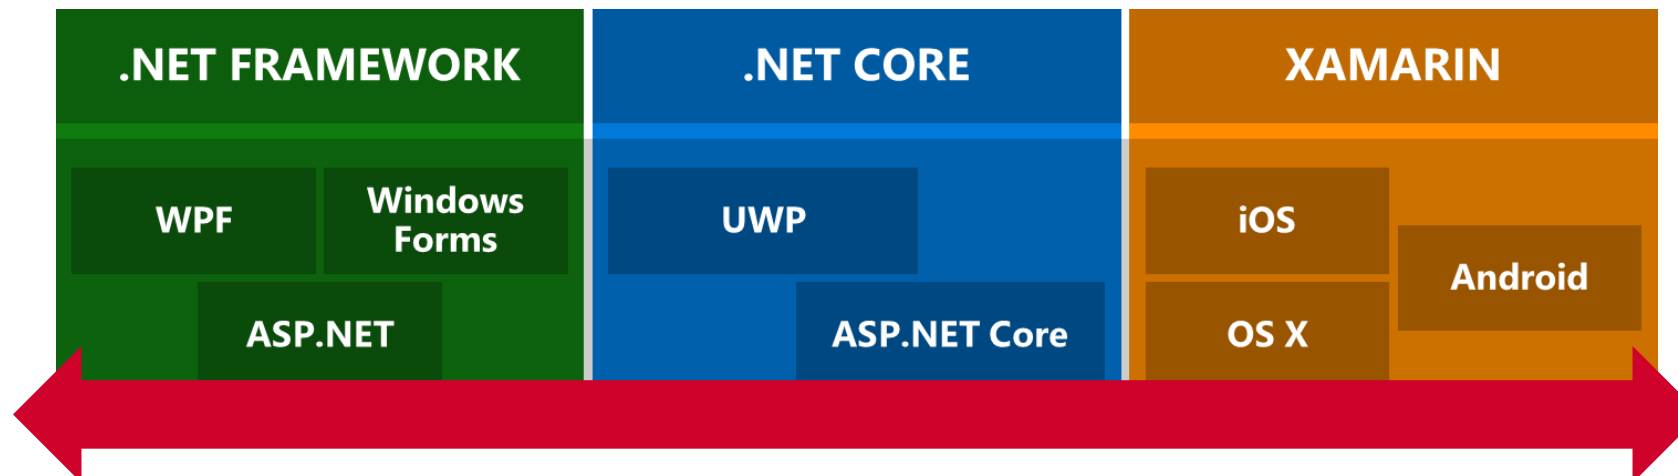 .NET FRAMEWORK
WPF
Windows
Forms
ASP.NET
.NET CORE
UWP
ASP.NET Core
XAMARIN
iOS
Android
OS X